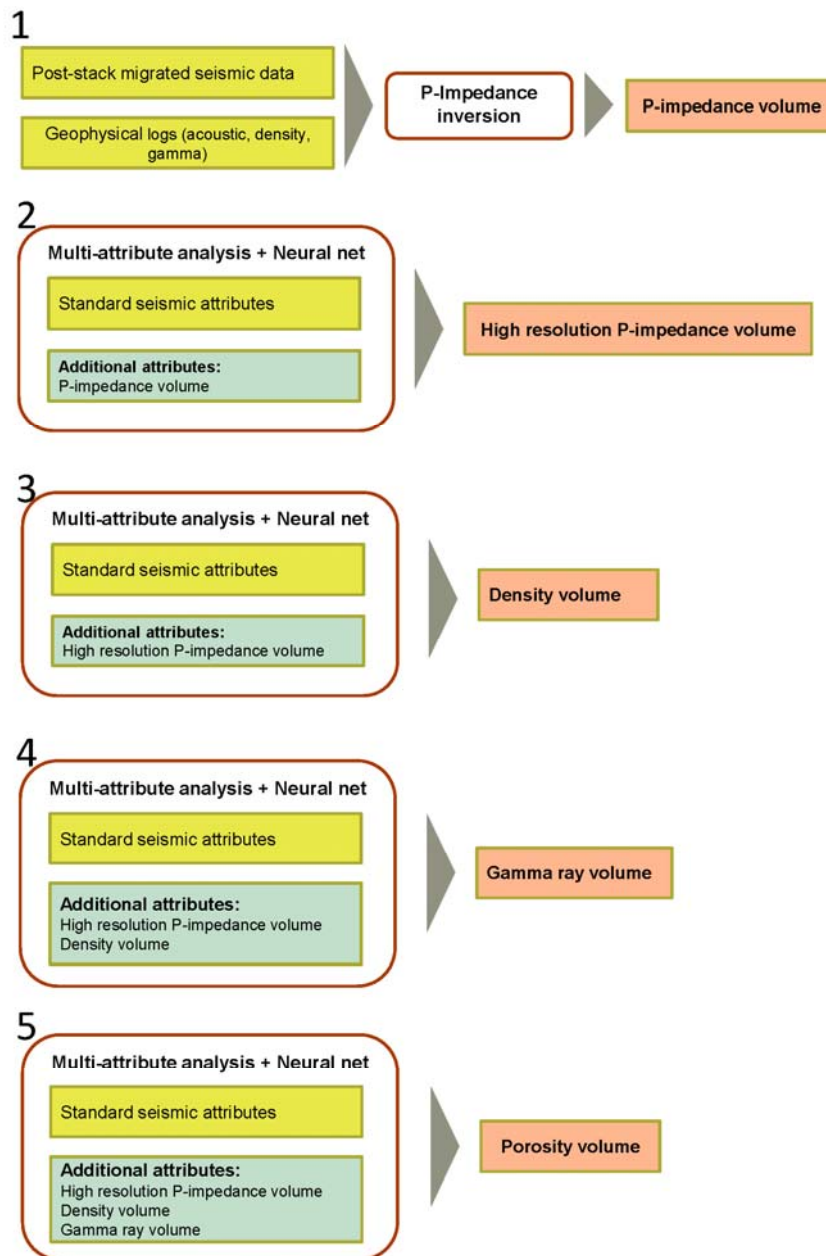 1
Post-stack migrated seismic data
Geophysical logs (acoustic, density,
gamma)
P-Impedance
inversion
P-impedance volume
2
Multi-attribute analysis + Neural net
Standard seismic attributes
Additional attributes:
P-impedance volume
High resolution P-impedance volume
3
Multi-attribute analysis + Neural net
Standard seismic attributes
Additional attributes:
High resolution P-impedance volume
Density volume
4
Multi-attribute analysis + Neural net
Standard seismic attributes
Additional attributes:
High resolution P-impedance volume
Density volume
Gamma ray volume
5
Multi-attribute analysis + Neural net
Standard seismic attributes
Additional attributes:
High resolution P-impedance volume
Density volume
Gamma ray volume
Porosity volume